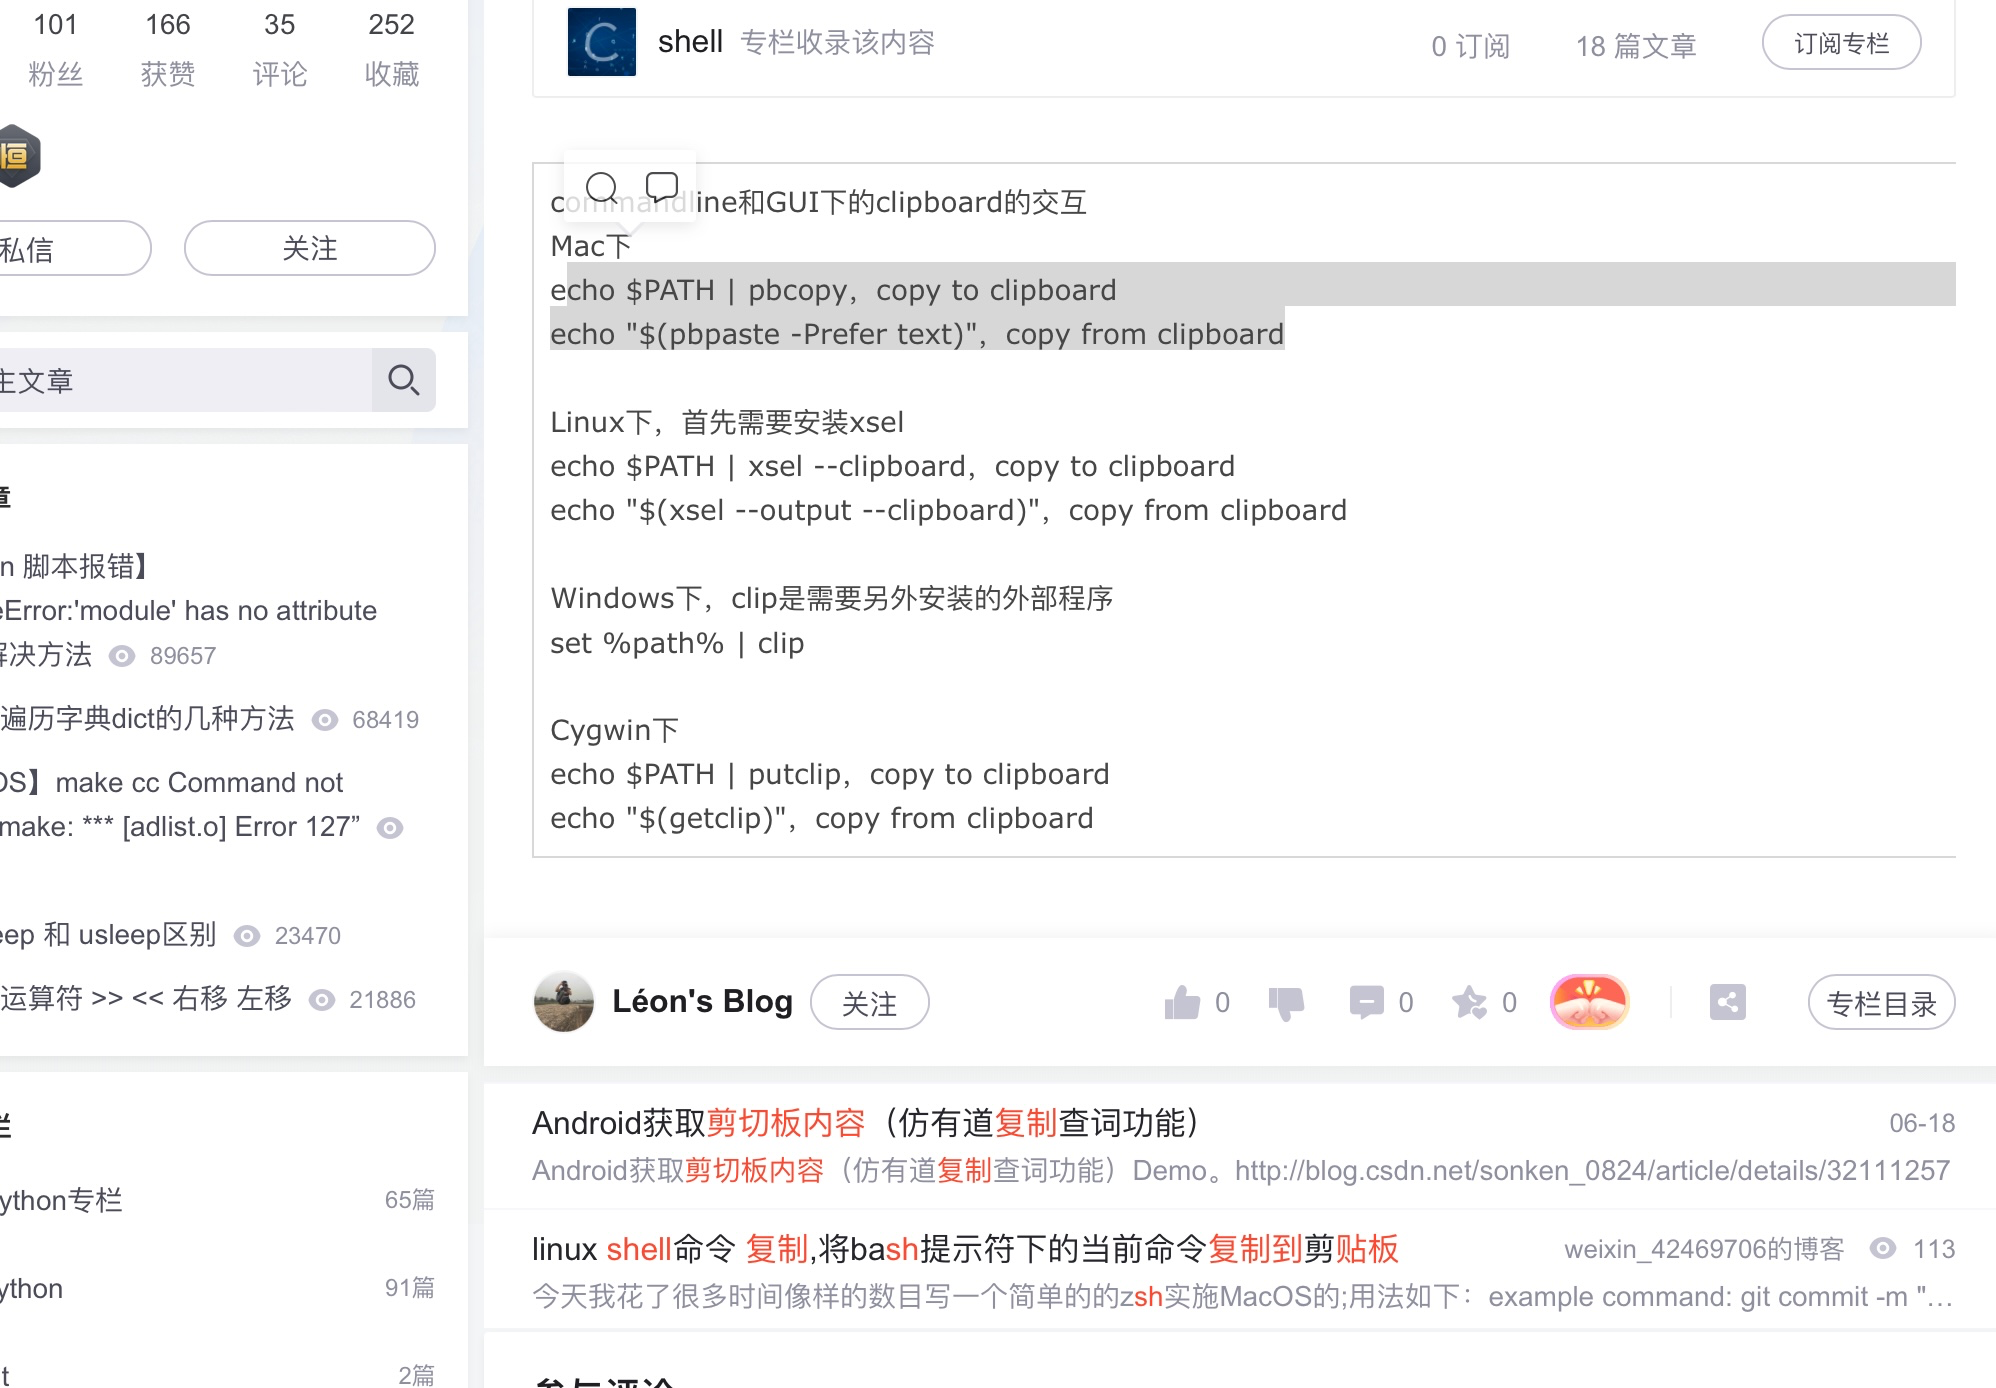 101 166 35 252
粉丝 获赞 评论 收藏
恒
私信 关注
主文章
章
n 脚本报错】
eError:'module' has no attribute
解决方法 89657
遍历字典dict的几种方法 68419
OS】make cc Command not
make: *** [adlist.o] Error 127”
eep 和 usleep区别 23470
运算符 >> << 右移 左移 21886
栏
ython专栏 65篇
ython 91篇
t 2篇
shell 专栏收录该内容 0 订阅 18 篇文章 订阅专栏
commandline和GUI下的clipboard的交互
Mac下
echo $PATH | pbcopy，copy to clipboard
echo "$(pbpaste -Prefer text)"，copy from clipboard
Linux下，首先需要安装xsel
echo $PATH | xsel --clipboard，copy to clipboard
echo "$(xsel --output --clipboard)"，copy from clipboard
Windows下，clip是需要另外安装的外部程序
set %path% | clip
Cygwin下
echo $PATH | putclip，copy to clipboard
echo "$(getclip)"，copy from clipboard
Léon's Blog 关注 0 0 0 专栏目录
Android获取剪切板内容（仿有道复制查词功能） 06-18
Android获取剪切板内容（仿有道复制查词功能）Demo。http://blog.csdn.net/sonken_0824/article/details/32111257
linux shell命令 复制,将bash提示符下的当前命令复制到剪贴板 weixin_42469706的博客 113
今天我花了很多时间像样的数目写一个简单的的zsh实施MacOS的;用法如下：example command: git commit -m "...
参与评论